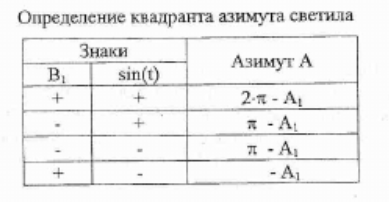 Определение квадранта азимута светила
Знаки
Азимут А
B₁ sin(t)
+ + 2·π - A₁
- + π - A₁
- - π - A₁
+ - - A₁